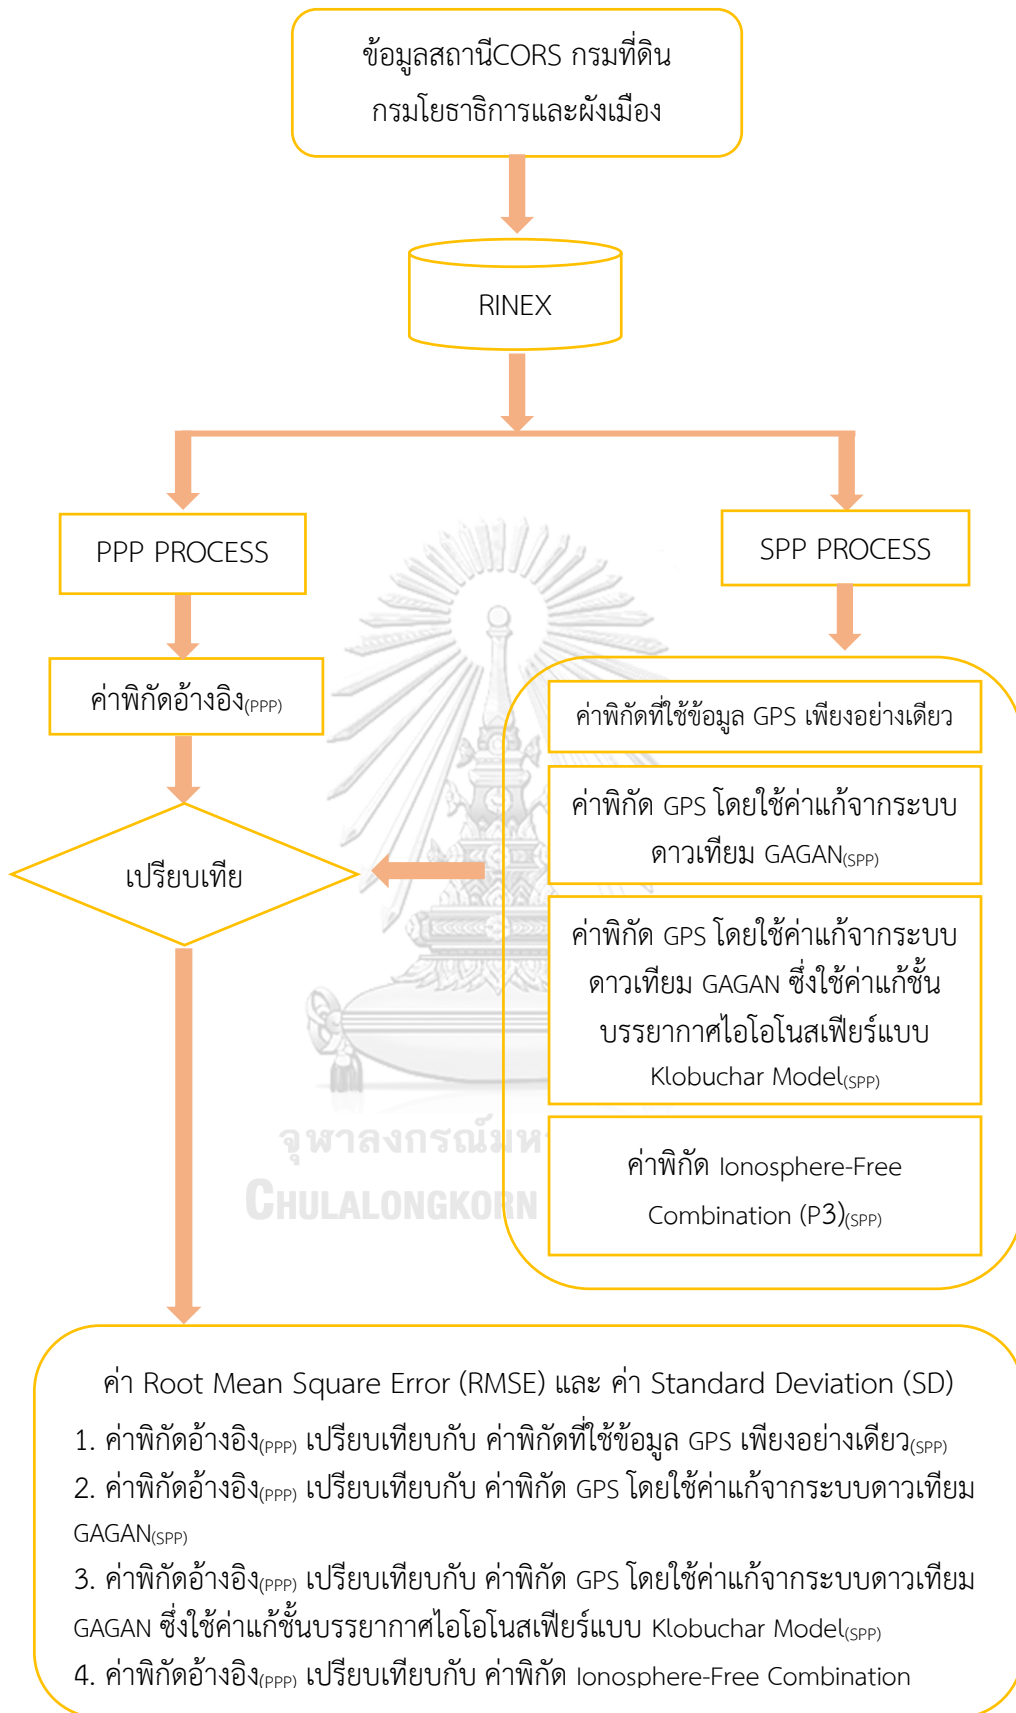 ข้อมูลสถานีCORS กรมที่ดิน
กรมโยธาธิการและผังเมือง
RINEX
PPP PROCESS
SPP PROCESS
ค่าพิกัดอ้างอิง(PPP)
เปรียบเทีย
ค่าพิกัดที่ใช้ข้อมูล GPS เพียงอย่างเดียว
ค่าพิกัด GPS โดยใช้ค่าแก้จากระบบ
ดาวเทียม GAGAN(SPP)
ค่าพิกัด GPS โดยใช้ค่าแก้จากระบบ
ดาวเทียม GAGAN ซึ่งใช้ค่าแก้ชั้น
บรรยากาศไอโอโนสเฟียร์แบบ
Klobuchar Model(SPP)
ค่าพิกัด Ionosphere-Free
Combination (P3)(SPP)
จุฬาลงกรณ์มห
CHULALONGKORN
ค่า Root Mean Square Error (RMSE) และ ค่า Standard Deviation (SD)
1. ค่าพิกัดอ้างอิง(PPP) เปรียบเทียบกับ ค่าพิกัดที่ใช้ข้อมูล GPS เพียงอย่างเดียว(SPP)
2. ค่าพิกัดอ้างอิง(PPP) เปรียบเทียบกับ ค่าพิกัด GPS โดยใช้ค่าแก้จากระบบดาวเทียม
GAGAN(SPP)
3. ค่าพิกัดอ้างอิง(PPP) เปรียบเทียบกับ ค่าพิกัด GPS โดยใช้ค่าแก้จากระบบดาวเทียม
GAGAN ซึ่งใช้ค่าแก้ชั้นบรรยากาศไอโอโนสเฟียร์แบบ Klobuchar Model(SPP)
4. ค่าพิกัดอ้างอิง(PPP) เปรียบเทียบกับ ค่าพิกัด Ionosphere-Free Combination